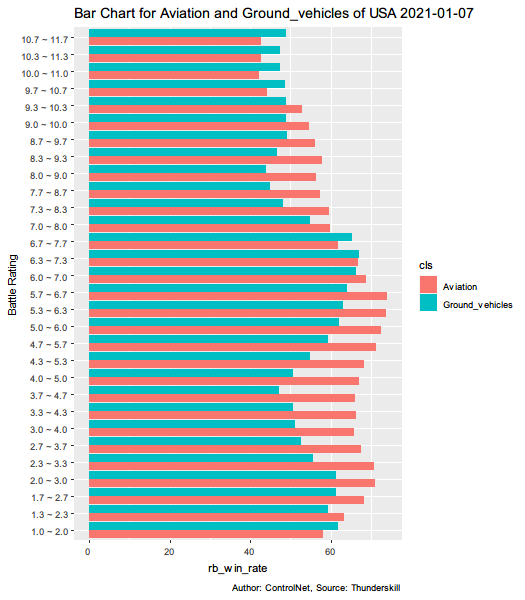 Bar Chart for Aviation and Ground_vehicles of USA 2021-01-07
Battle Rating
10.7 ~ 11.7
10.3 ~ 11.3
10.0 ~ 11.0
9.7 ~ 10.7
9.3 ~ 10.3
9.0 ~ 10.0
8.7 ~ 9.7
8.3 ~ 9.3
8.0 ~ 9.0
7.7 ~ 8.7
7.3 ~ 8.3
7.0 ~ 8.0
6.7 ~ 7.7
6.3 ~ 7.3
6.0 ~ 7.0
5.7 ~ 6.7
5.3 ~ 6.3
5.0 ~ 6.0
4.7 ~ 5.7
4.3 ~ 5.3
4.0 ~ 5.0
3.7 ~ 4.7
3.3 ~ 4.3
3.0 ~ 4.0
2.7 ~ 3.7
2.3 ~ 3.3
2.0 ~ 3.0
1.7 ~ 2.7
1.3 ~ 2.3
1.0 ~ 2.0
0 20 40 60
rb_win_rate
cls
Aviation
Ground_vehicles
Author: ControlNet, Source: Thunderskill